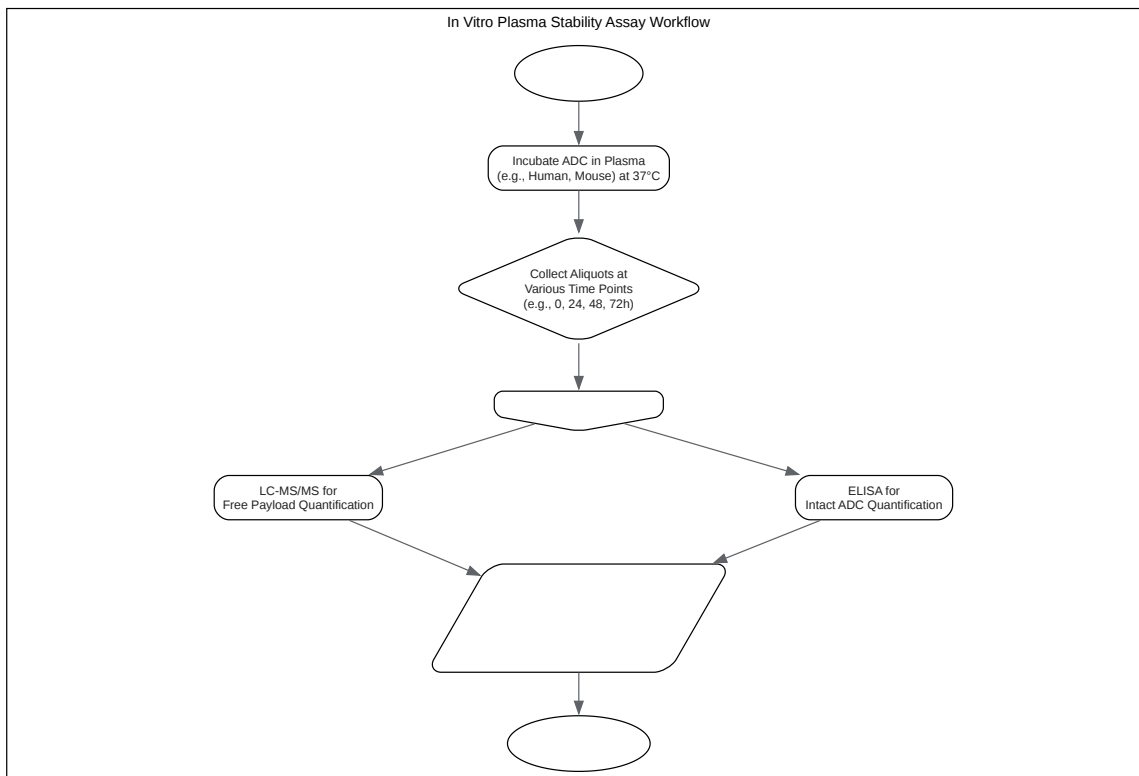 In Vitro Plasma Stability Assay Workflow
Incubate ADC in Plasma
(e.g., Human, Mouse) at 37°C
Collect Aliquots at
Various Time Points
(e.g., 0, 24, 48, 72h)
LC-MS/MS for
Free Payload Quantification
ELISA for
Intact ADC Quantification